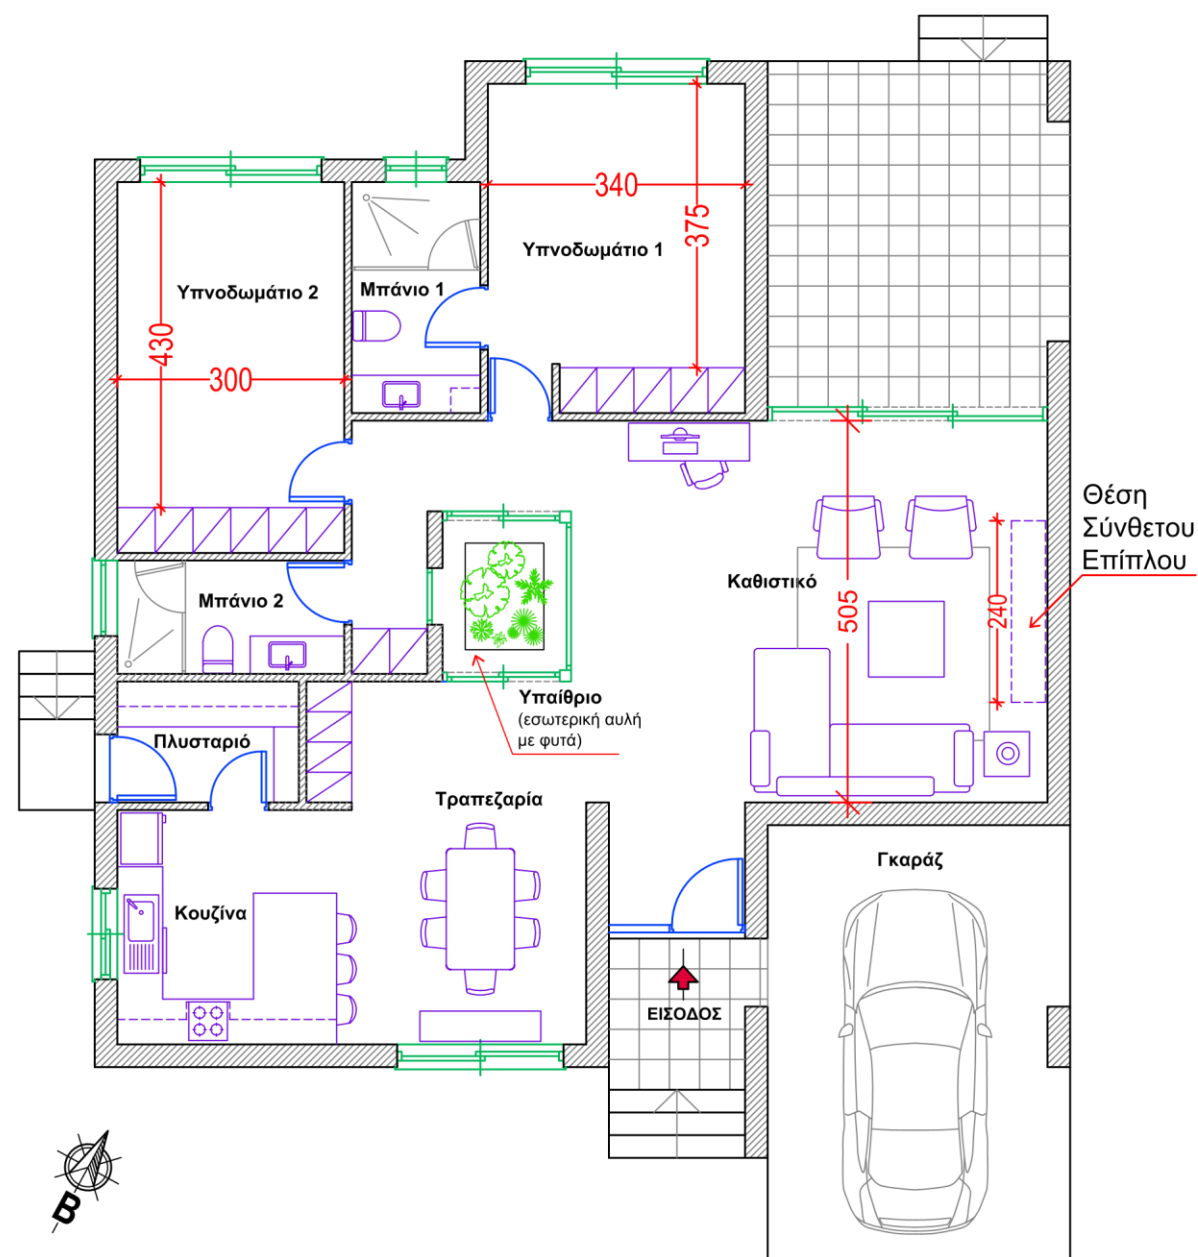 340
375
Υπνοδωμάτιο 1
Υπνοδωμάτιο 2
Μπάνιο 1
430
300
Θέση
Σύνθετου
Επίπλου
Καθιστικό
505
240
Μπάνιο 2
Υπαίθριο
(εσωτερική αυλή
με φυτά)
Πλυσταριό
Τραπεζαρία
Γκαράζ
Κουζίνα
ΕΙΣΟΔΟΣ
Β